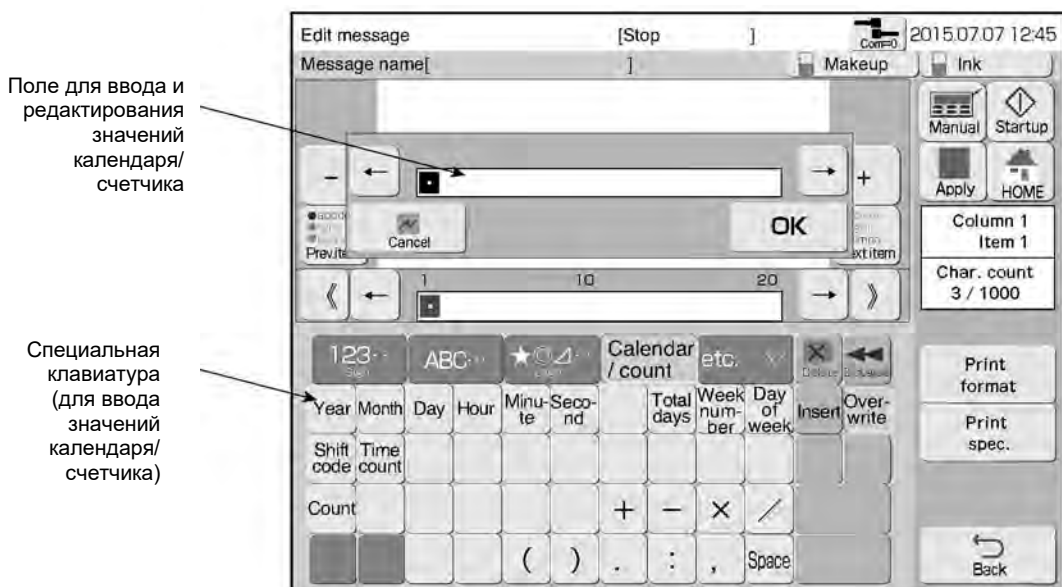 Edit message [Stop ] Com=0 2015.07.07 12:45
Message name[ ] Makeup Ink
Поле для ввода и
редактирования
значений
календаря/
счетчика
Manual Startup
← → - +
Apply HOME
Cancel OK
Prev.ite ext item
Column 1
Item 1
1 10 20
《 ← → 》
Char. count
3 / 1000
Специальная
клавиатура
(для ввода
значений
календаря/
счетчика)
123·· ABC·· ★◎⊿·· Calendar
/ count etc.
Year Month Day Hour Minu-
te Seco-
nd Total
days Week
num-
ber Day
of
week Insert Over-
write
Shift
code Time
count
Count + - × ／
( ) . : , Space
Print
format
Print
spec.
Back